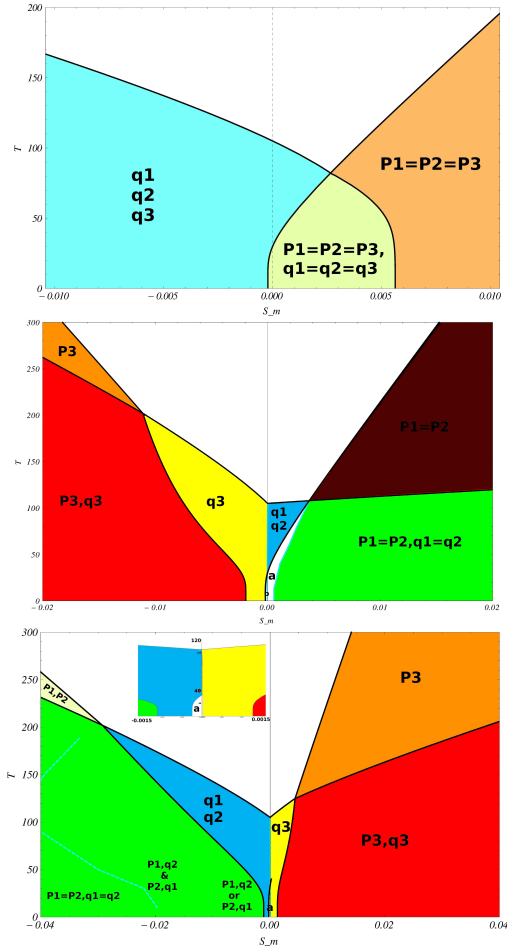 200
150
100
50
0
T
q1
q2
q3
P1=P2=P3
P1=P2=P3,
q1=q2=q3
−0.010 −0.005 0.000 0.005 0.010
S_m
300
250
200
150
100
50
0
T
P3
P3,q3
q3
q1
q2
a
P1=P2
P1=P2,q1=q2
−0.02 −0.01 0.00 0.01 0.02
S_m
300
250
200
150
100
50
0
T
P1,P2
120
40
a
-0.0015 0.0015
P3
q1
q2
q3
P3,q3
P1,q2
&
P2,q1
P1,q2
or
P2,q1
P1=P2,q1=q2
a
−0.04 −0.02 0.00 0.02 0.04
S_m